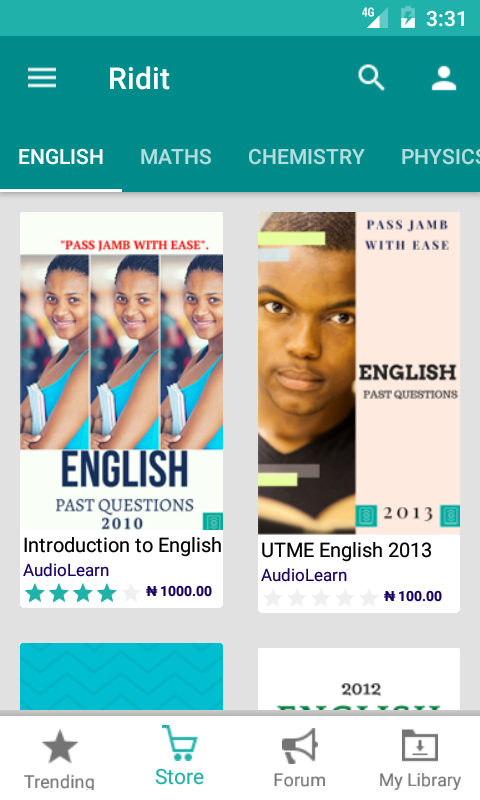 4G 3:31
Ridit
ENGLISH MATHS CHEMISTRY PHYSICS
"PASS JAMB WITH EASE".
ENGLISH
PAST QUESTIONS
2010
Introduction to English
AudioLearn
₦ 1000.00
PASS JAMB
WITH EASE
ENGLISH
PAST QUESTIONS
2013
UTME English 2013
AudioLearn
₦ 100.00
2012
ENGLISH
Trending Store Forum My Library